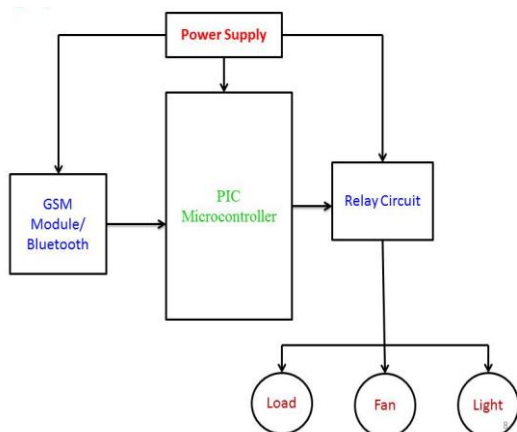 Power Supply
GSM
Module/
Bluetooth
PIC
Microcontroller
Relay Circuit
Load
Fan
Light